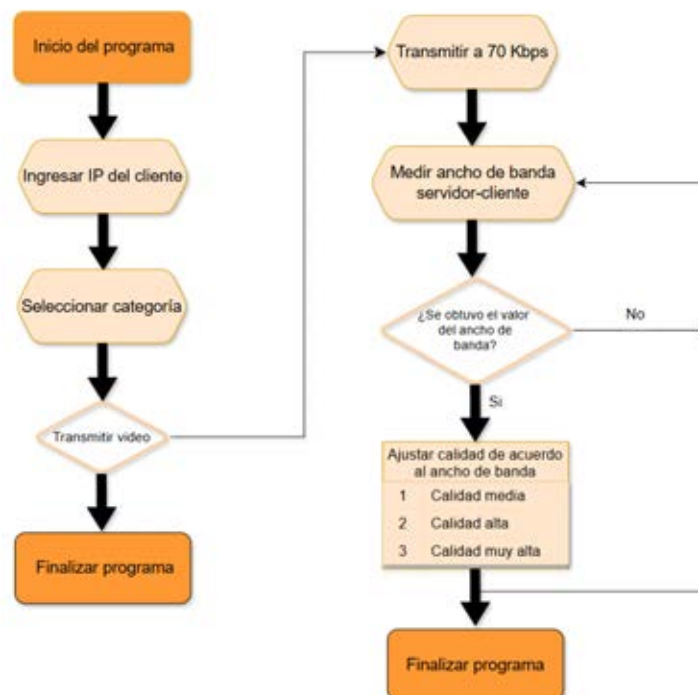 Inicio del programa
Ingresar IP del cliente
Seleccionar categoría
Transmitir video
Finalizar programa
Transmitir a 70 Kbps
Medir ancho de banda
servidor-cliente
¿Se obtuvo el valor
del ancho de
banda?
No
Si
Ajustar calidad de acuerdo
al ancho de banda
1 Calidad media
2 Calidad alta
3 Calidad muy alta
Finalizar programa